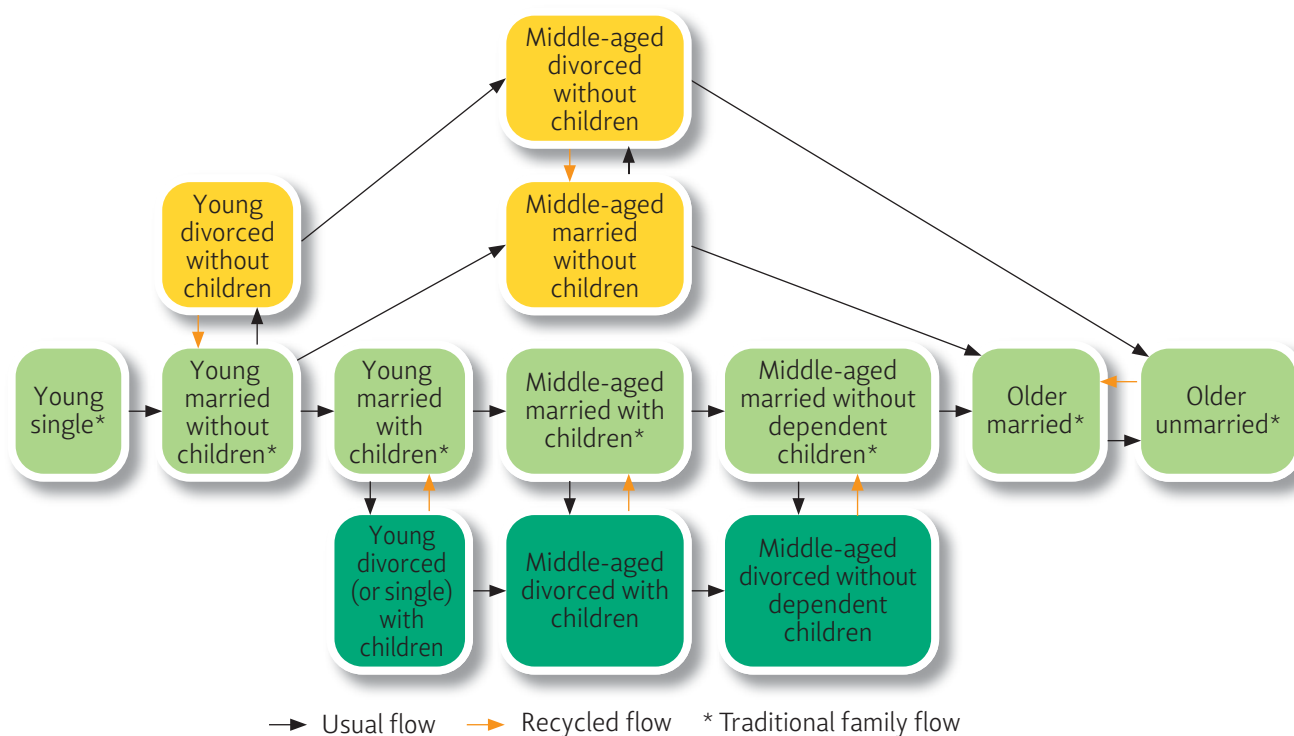 Middle-aged
divorced
without
children
Young
divorced
without
children
Middle-aged
married
without
children
Young
single*
Young
married
without
children*
Young
married
with
children*
Middle-aged
married with
children*
Middle-aged
married without
dependent
children*
Older
married*
Older
unmarried*
Young
divorced
(or single)
with
children
Middle-aged
divorced with
children
Middle-aged
divorced without
dependent
children
Usual flow
Recycled flow
* Traditional family flow